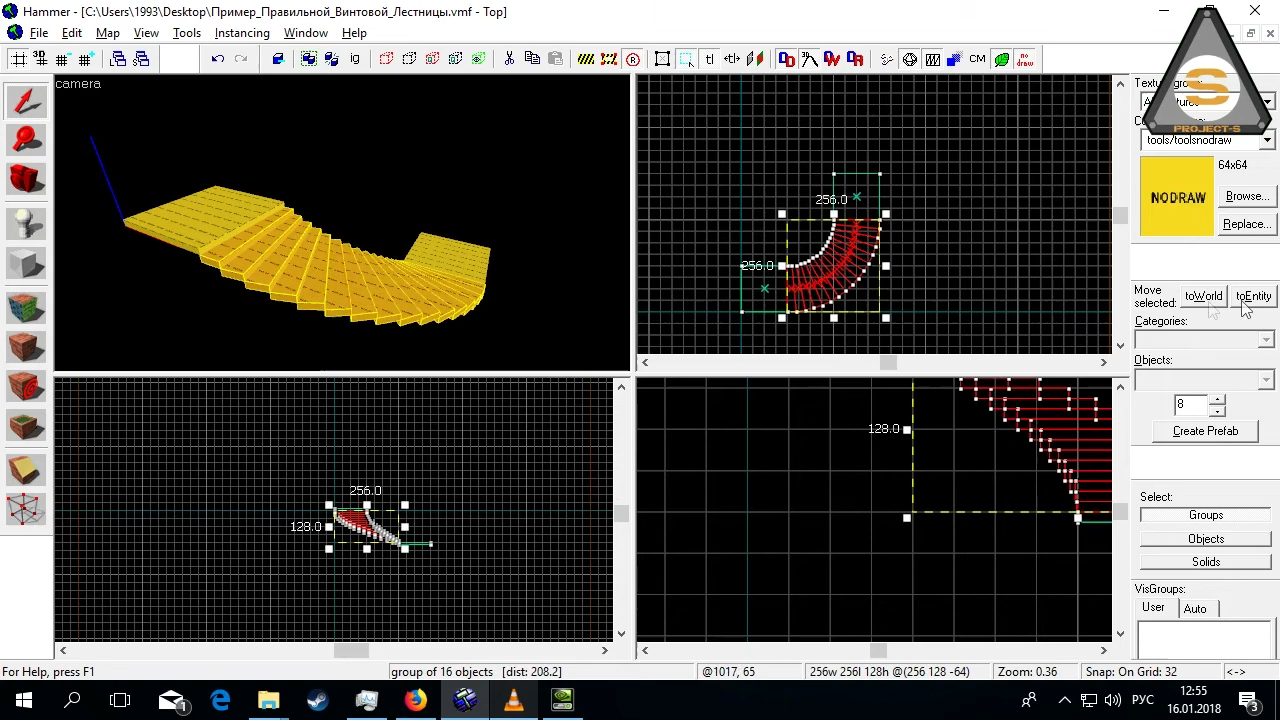 Hammer - [C:\Users\1993\Desktop\Пример_Правильной_Винтовой_Лестницы.vmf - Top]
File Edit Map View Tools Instancing Window Help
camera
256.0
256.0
256.0
128.0
128.0
S
PROJECT-S
tools/toolsnodraw
NODRAW
64x64
Browse...
Replace...
Move selected:
toWorld
toEntity
Categories:
Objects:
8
Create Prefab
Select:
Groups
Objects
Solids
VisGroups:
User Auto
For Help, press F1
group of 16 objects [dist: 208.2]
@1017, 65
256w 256l 128h @(256 128 -64)
Zoom: 0.36
Snap: On Grid: 32
<->
РУС
12:55
16.01.2018
1
3